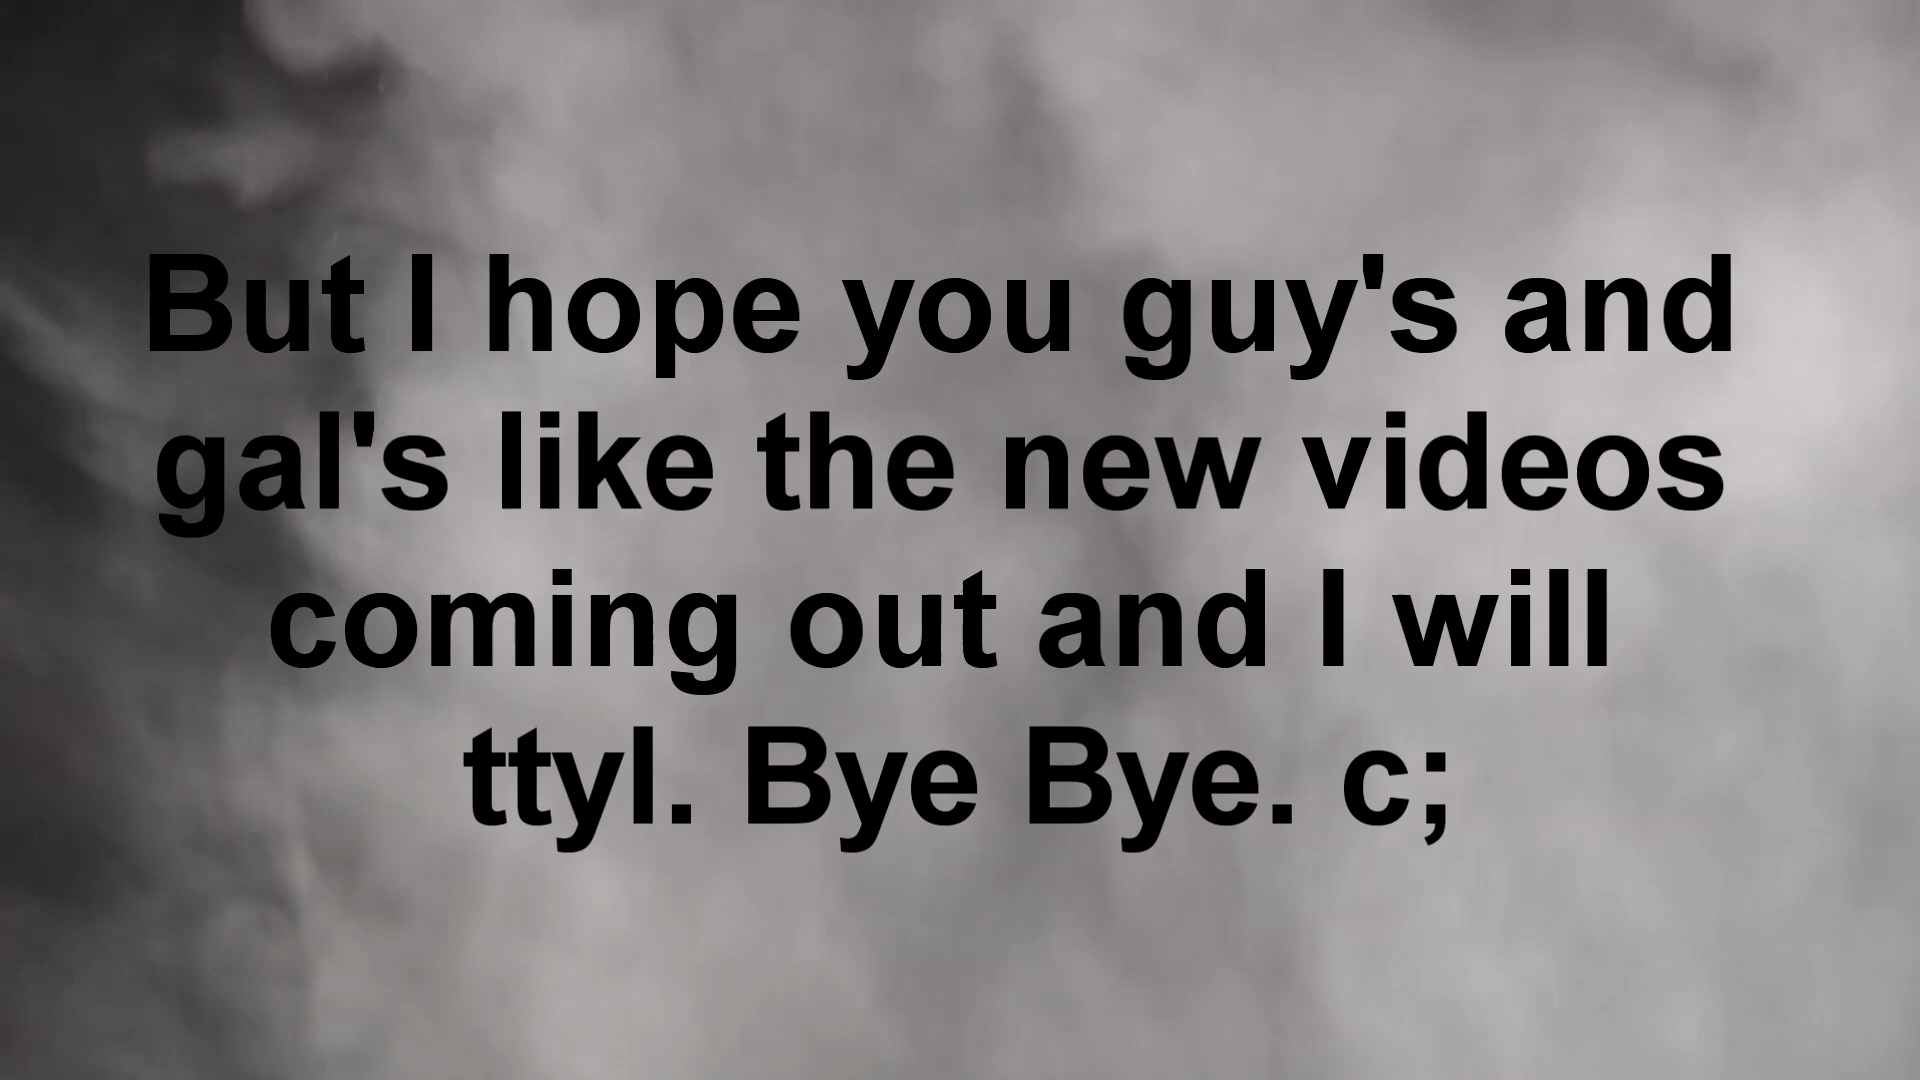 But I hope you guy's and
gal's like the new videos
coming out and I will
ttyl. Bye Bye. c;